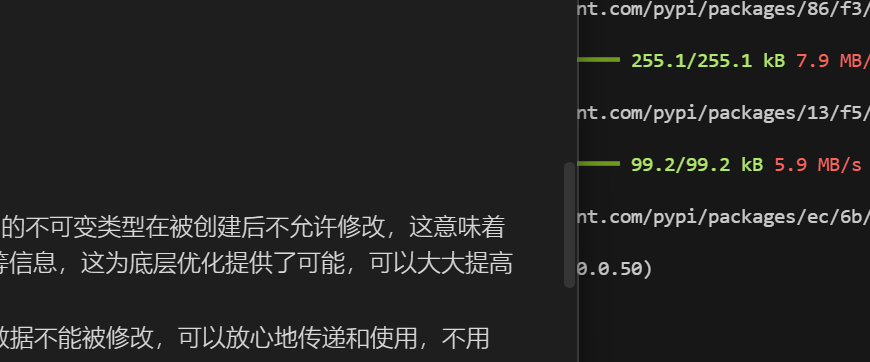 的不可变类型在被创建后不允许修改，这意味着
等信息，这为底层优化提供了可能，可以大大提高
数据不能被修改，可以放心地传递和使用，不用
nt.com/pypi/packages/86/f3/
255.1/255.1 kB 7.9 MB/
nt.com/pypi/packages/13/f5/
99.2/99.2 kB 5.9 MB/s
nt.com/pypi/packages/ec/6b/
0.0.50)